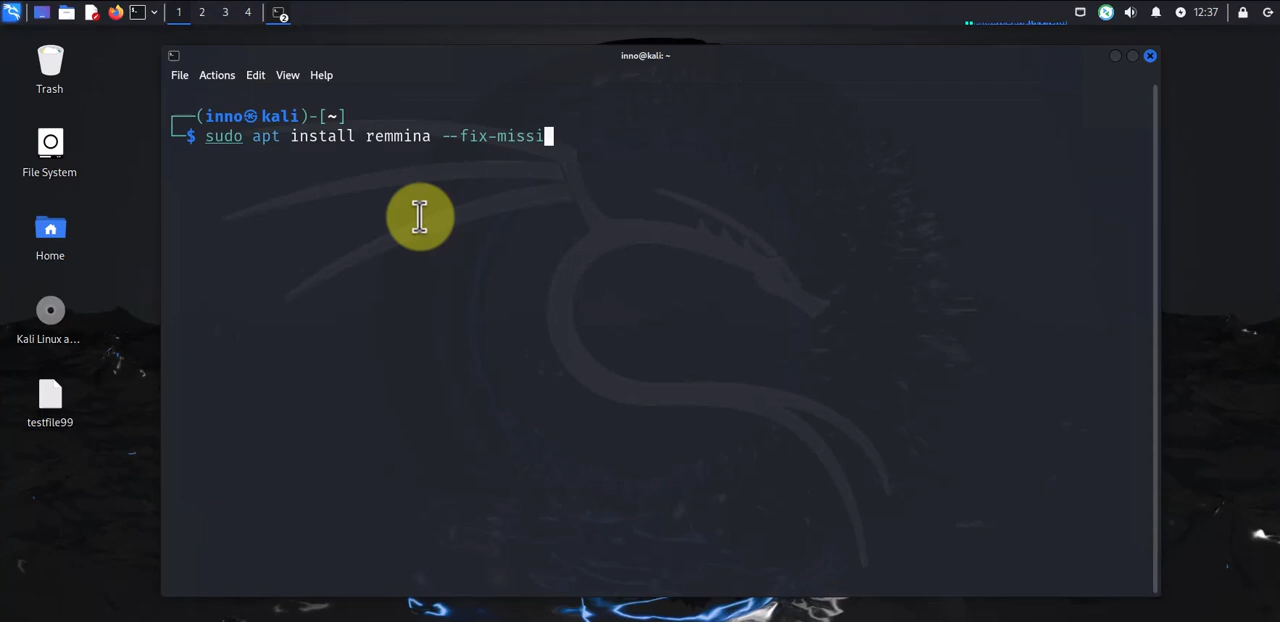 1 2 3 4 2 12:37
inno@kali: ~
File Actions Edit View Help
(inno㉿kali)-[~]
$ sudo apt install remmina --fix-missi
Trash
File System
Home
Kali Linux a...
testfile99